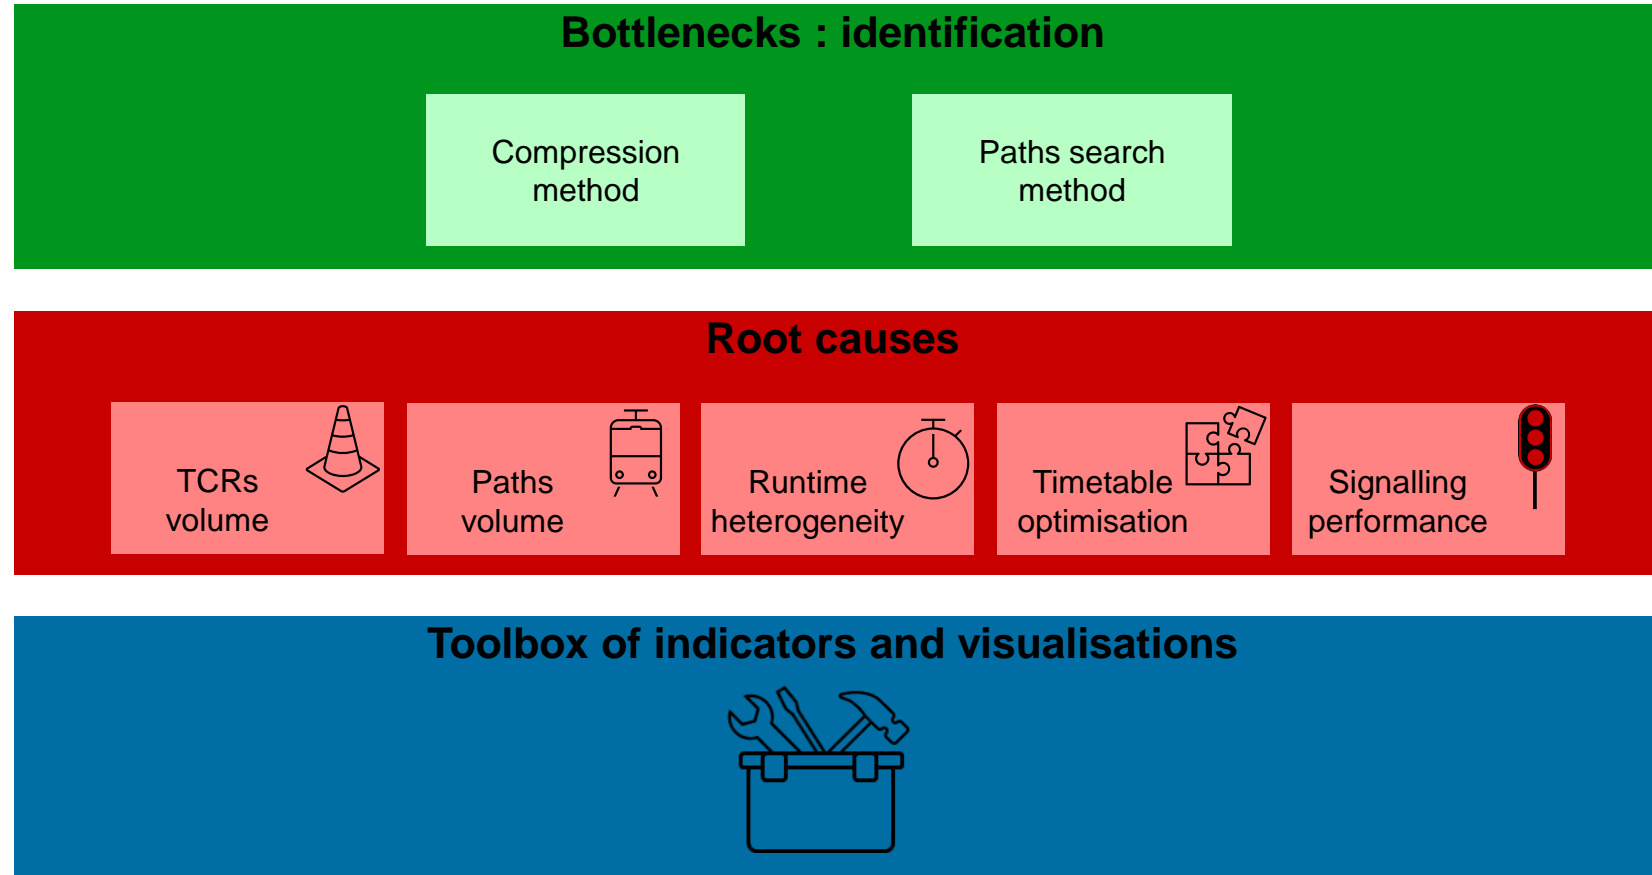 Bottlenecks : identification
Compression
method
Paths search
method
Root causes
TCRs
volume
Paths
volume
Runtime
heterogeneity
Timetable
optimisation
Signalling
performance
Toolbox of indicators and visualisations